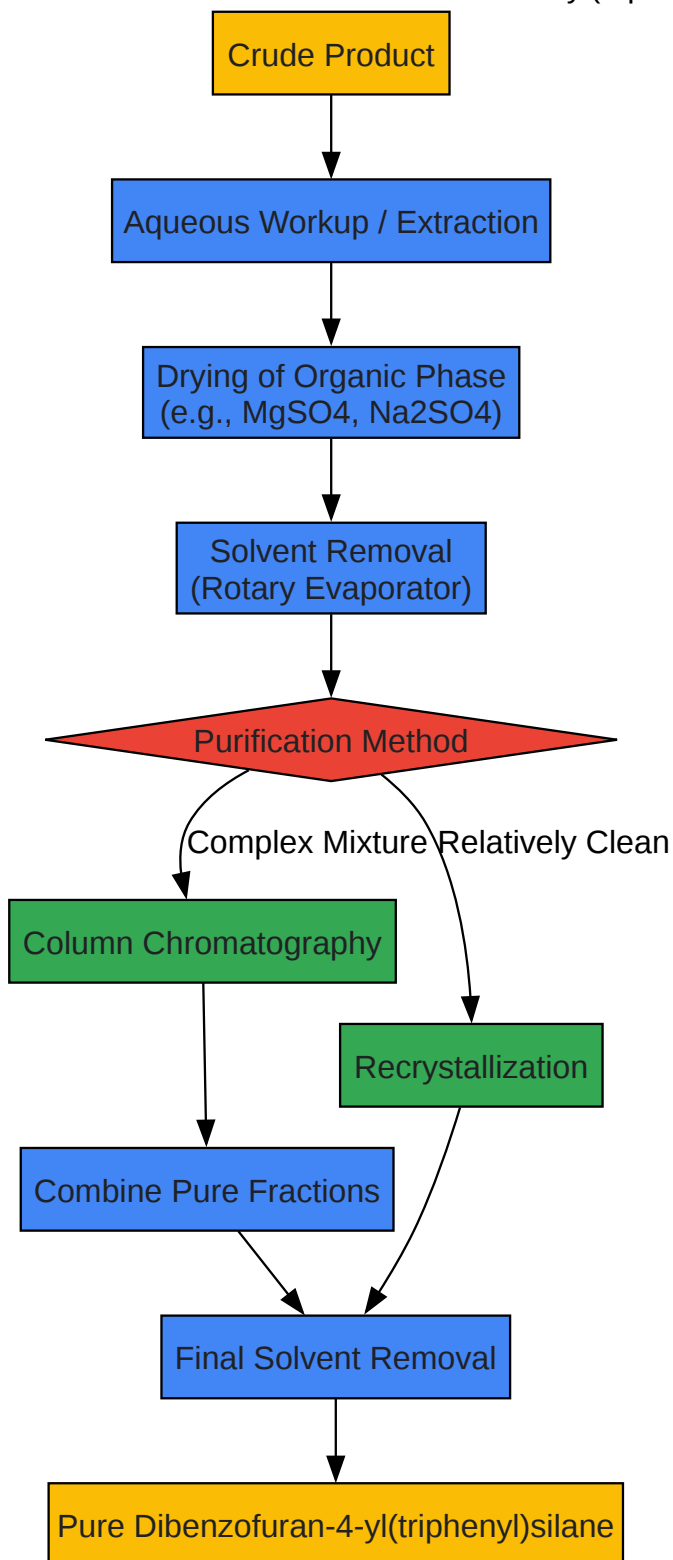 Crude Product
Aqueous Workup / Extraction
Drying of Organic Phase
(e.g., MgSO4, Na2SO4)
Solvent Removal
(Rotary Evaporator)
Purification Method
Complex Mixture
Relatively Clean
Column Chromatography
Recrystallization
Combine Pure Fractions
Final Solvent Removal
Pure Dibenzofuran-4-yl(triphenyl)silane